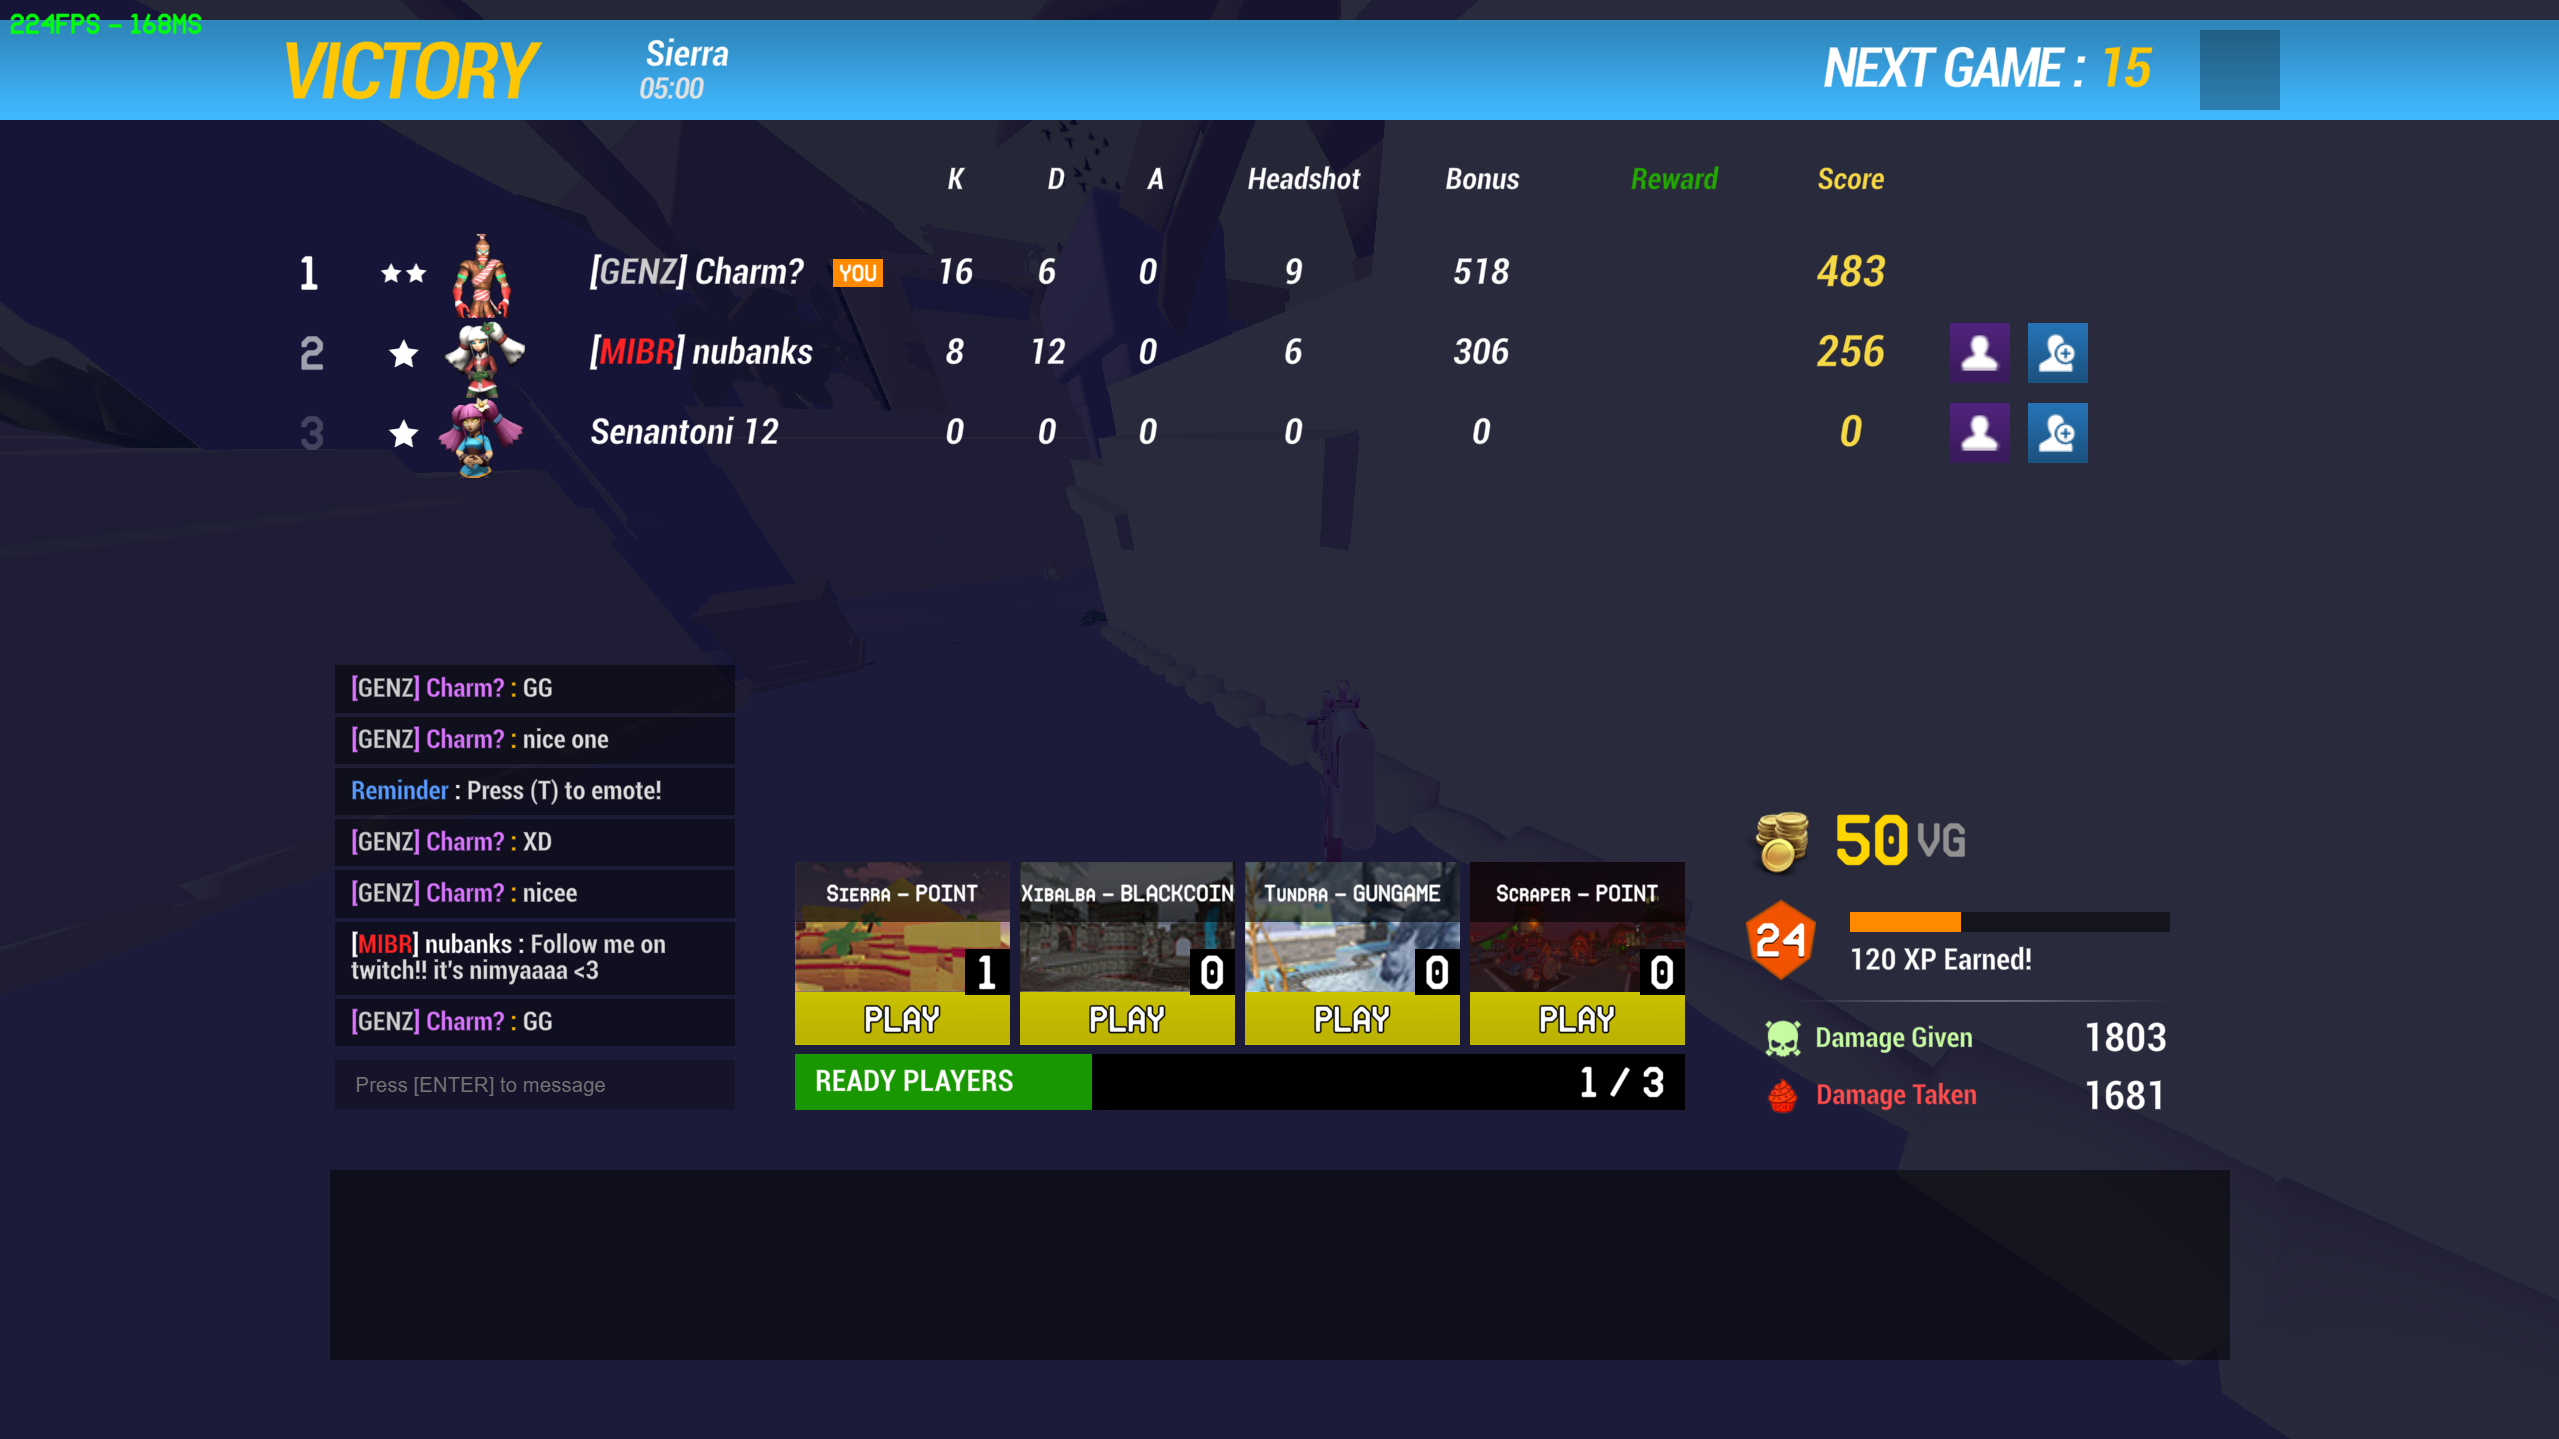 224FPS - 168MS
VICTORY
Sierra
05:00
NEXT GAME : 15
K D A Headshot Bonus Reward Score
1 [GENZ] Charm? YOU 16 6 0 9 518 483
2 [MIBR] nubanks 8 12 0 6 306 256
3 Senantoni 12 0 0 0 0 0 0
[GENZ] Charm? : GG
[GENZ] Charm? : nice one
Reminder : Press (T) to emote!
[GENZ] Charm? : XD
[GENZ] Charm? : nicee
[MIBR] nubanks : Follow me on
twitch!! it's nimyaaaa <3
[GENZ] Charm? : GG
Press [ENTER] to message
Sierra - POINT
1
PLAY
Xibalba - BLACKCOIN
0
PLAY
Tundra - GUNGAME
0
PLAY
Scraper - POINT
0
PLAY
READY PLAYERS 1 / 3
50 VG
24
120 XP Earned!
Damage Given 1803
Damage Taken 1681